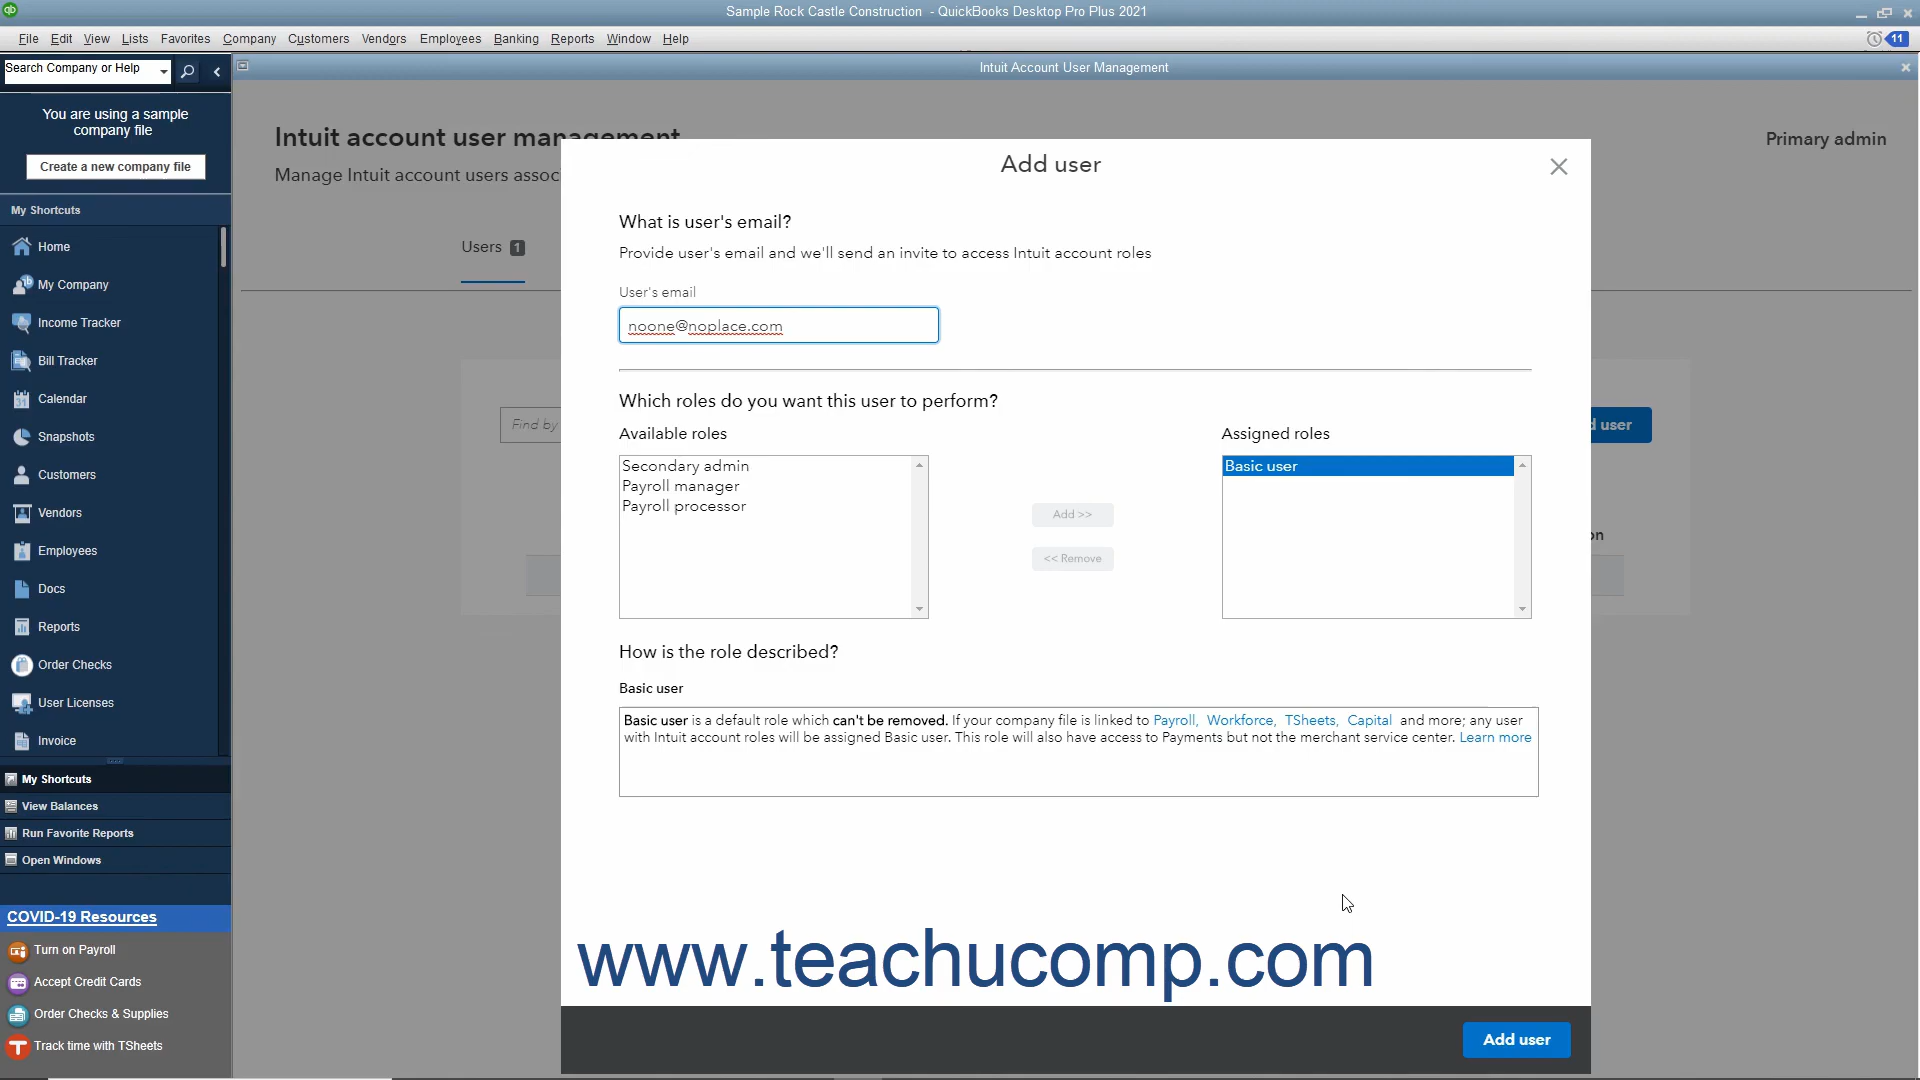 Sample Rock Castle Construction - QuickBooks Desktop Pro Plus 2021
File Edit View Lists Favorites Company Customers Vendors Employees Banking Reports Window Help
11
Search Company or Help
Intuit Account User Management
You are using a sample
company file
Create a new company file
My Shortcuts
Home
My Company
Income Tracker
Bill Tracker
Calendar
Snapshots
Customers
Vendors
Employees
Docs
Reports
Order Checks
User Licenses
Invoice
My Shortcuts
View Balances
Run Favorite Reports
Open Windows
COVID-19 Resources
Turn on Payroll
Accept Credit Cards
Order Checks & Supplies
Track time with TSheets
Intuit account user management
Primary admin
Manage Intuit account users assoc
Users 1
Find by
d user
on
Add user
What is user's email?
Provide user's email and we'll send an invite to access Intuit account roles
User's email
noone@noplace.com
Which roles do you want this user to perform?
Available roles
Assigned roles
Secondary admin
Payroll manager
Payroll processor
Add >>
<< Remove
Basic user
How is the role described?
Basic user
Basic user is a default role which can't be removed. If your company file is linked to Payroll, Workforce, TSheets, Capital and more; any user
with Intuit account roles will be assigned Basic user. This role will also have access to Payments but not the merchant service center. Learn more
www.teachucomp.com
Add user